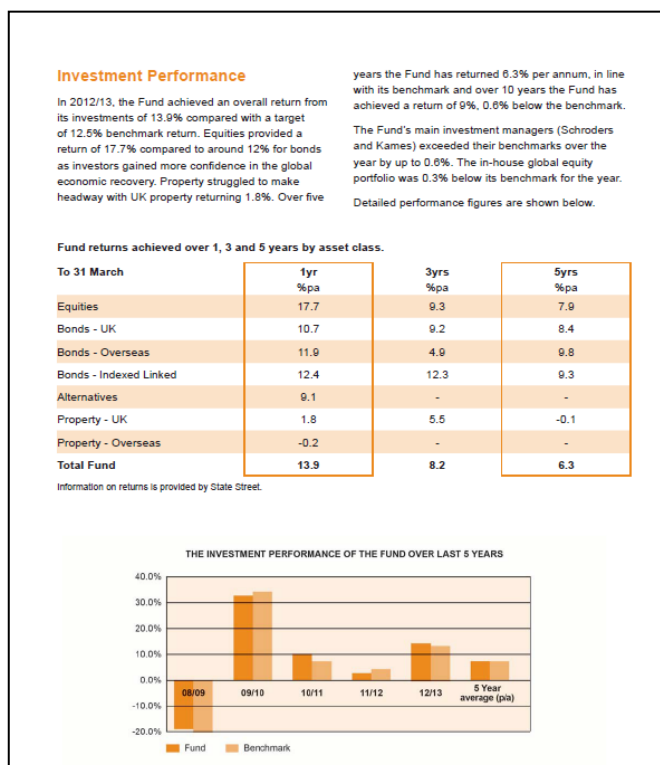 Investment Performance
In 2012/13, the Fund achieved an overall return from
its investments of 13.9% compared with a target
of 12.5% benchmark return. Equities provided a
return of 17.7% compared to around 12% for bonds
as investors gained more confidence in the global
economic recovery. Property struggled to make
headway with UK property returning 1.8%. Over five
years the Fund has returned 6.3% per annum, in line
with its benchmark and over 10 years the Fund has
achieved a return of 9%, 0.6% below the benchmark.
The Fund's main investment managers (Schroders
and Kames) exceeded their benchmarks over the
year by up to 0.6%. The in-house global equity
portfolio was 0.3% below its benchmark for the year.
Detailed performance figures are shown below.
Fund returns achieved over 1, 3 and 5 years by asset class.
To 31 March 1yr 3yrs 5yrs
%pa %pa %pa
Equities 17.7 9.3 7.9
Bonds - UK 10.7 9.2 8.4
Bonds - Overseas 11.9 4.9 9.8
Bonds - Indexed Linked 12.4 12.3 9.3
Alternatives 9.1 - -
Property - UK 1.8 5.5 -0.1
Property - Overseas -0.2 - -
Total Fund 13.9 8.2 6.3
Information on returns is provided by State Street.
THE INVESTMENT PERFORMANCE OF THE FUND OVER LAST 5 YEARS
40.0%
30.0%
20.0%
10.0%
0.0%
-10.0%
-20.0%
08/09 09/10 10/11 11/12 12/13 5 Year
average (p/a)
Fund Benchmark